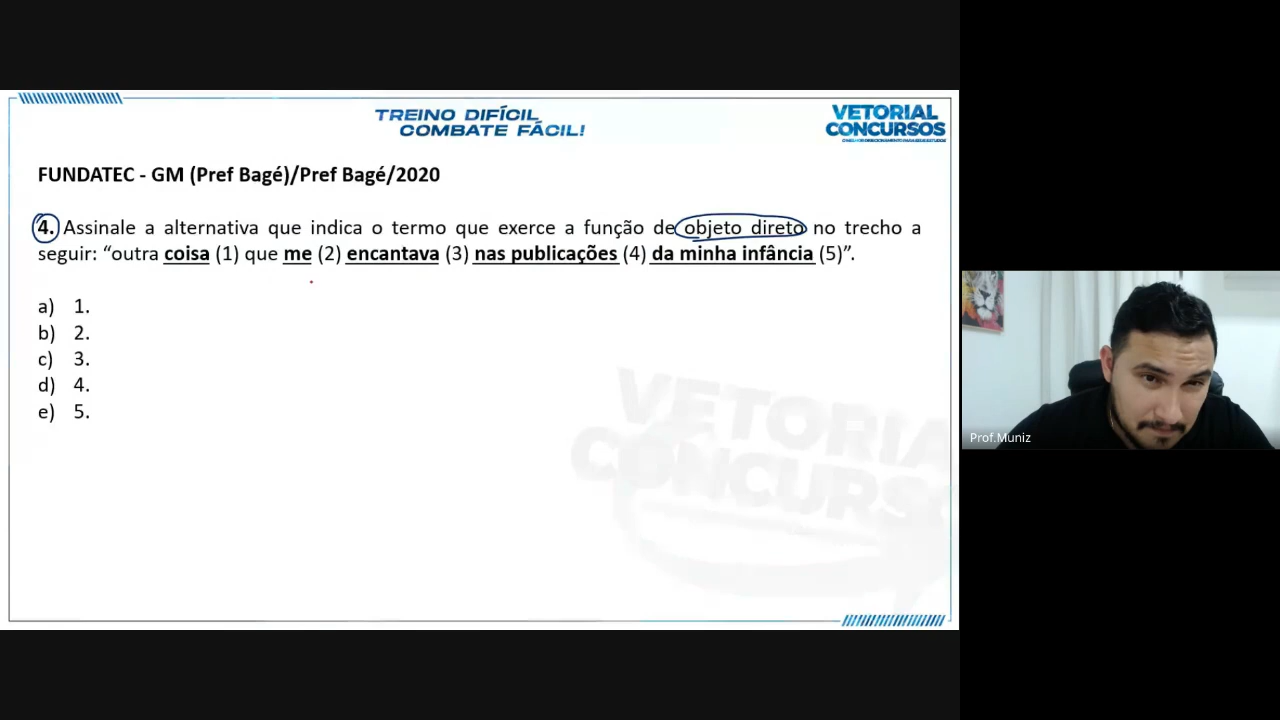 TREINO DIFÍCIL
COMBATE FÁCIL!
VETORIAL
CONCURSOS
FUNDATEC - GM (Pref Bagé)/Pref Bagé/2020
4. Assinale a alternativa que indica o termo que exerce a função de objeto direto no trecho a
seguir: “outra coisa (1) que me (2) encantava (3) nas publicações (4) da minha infância (5)”.
a) 1.
b) 2.
c) 3.
d) 4.
e) 5.
VETORIA
CONCURSO
Prof.Muniz